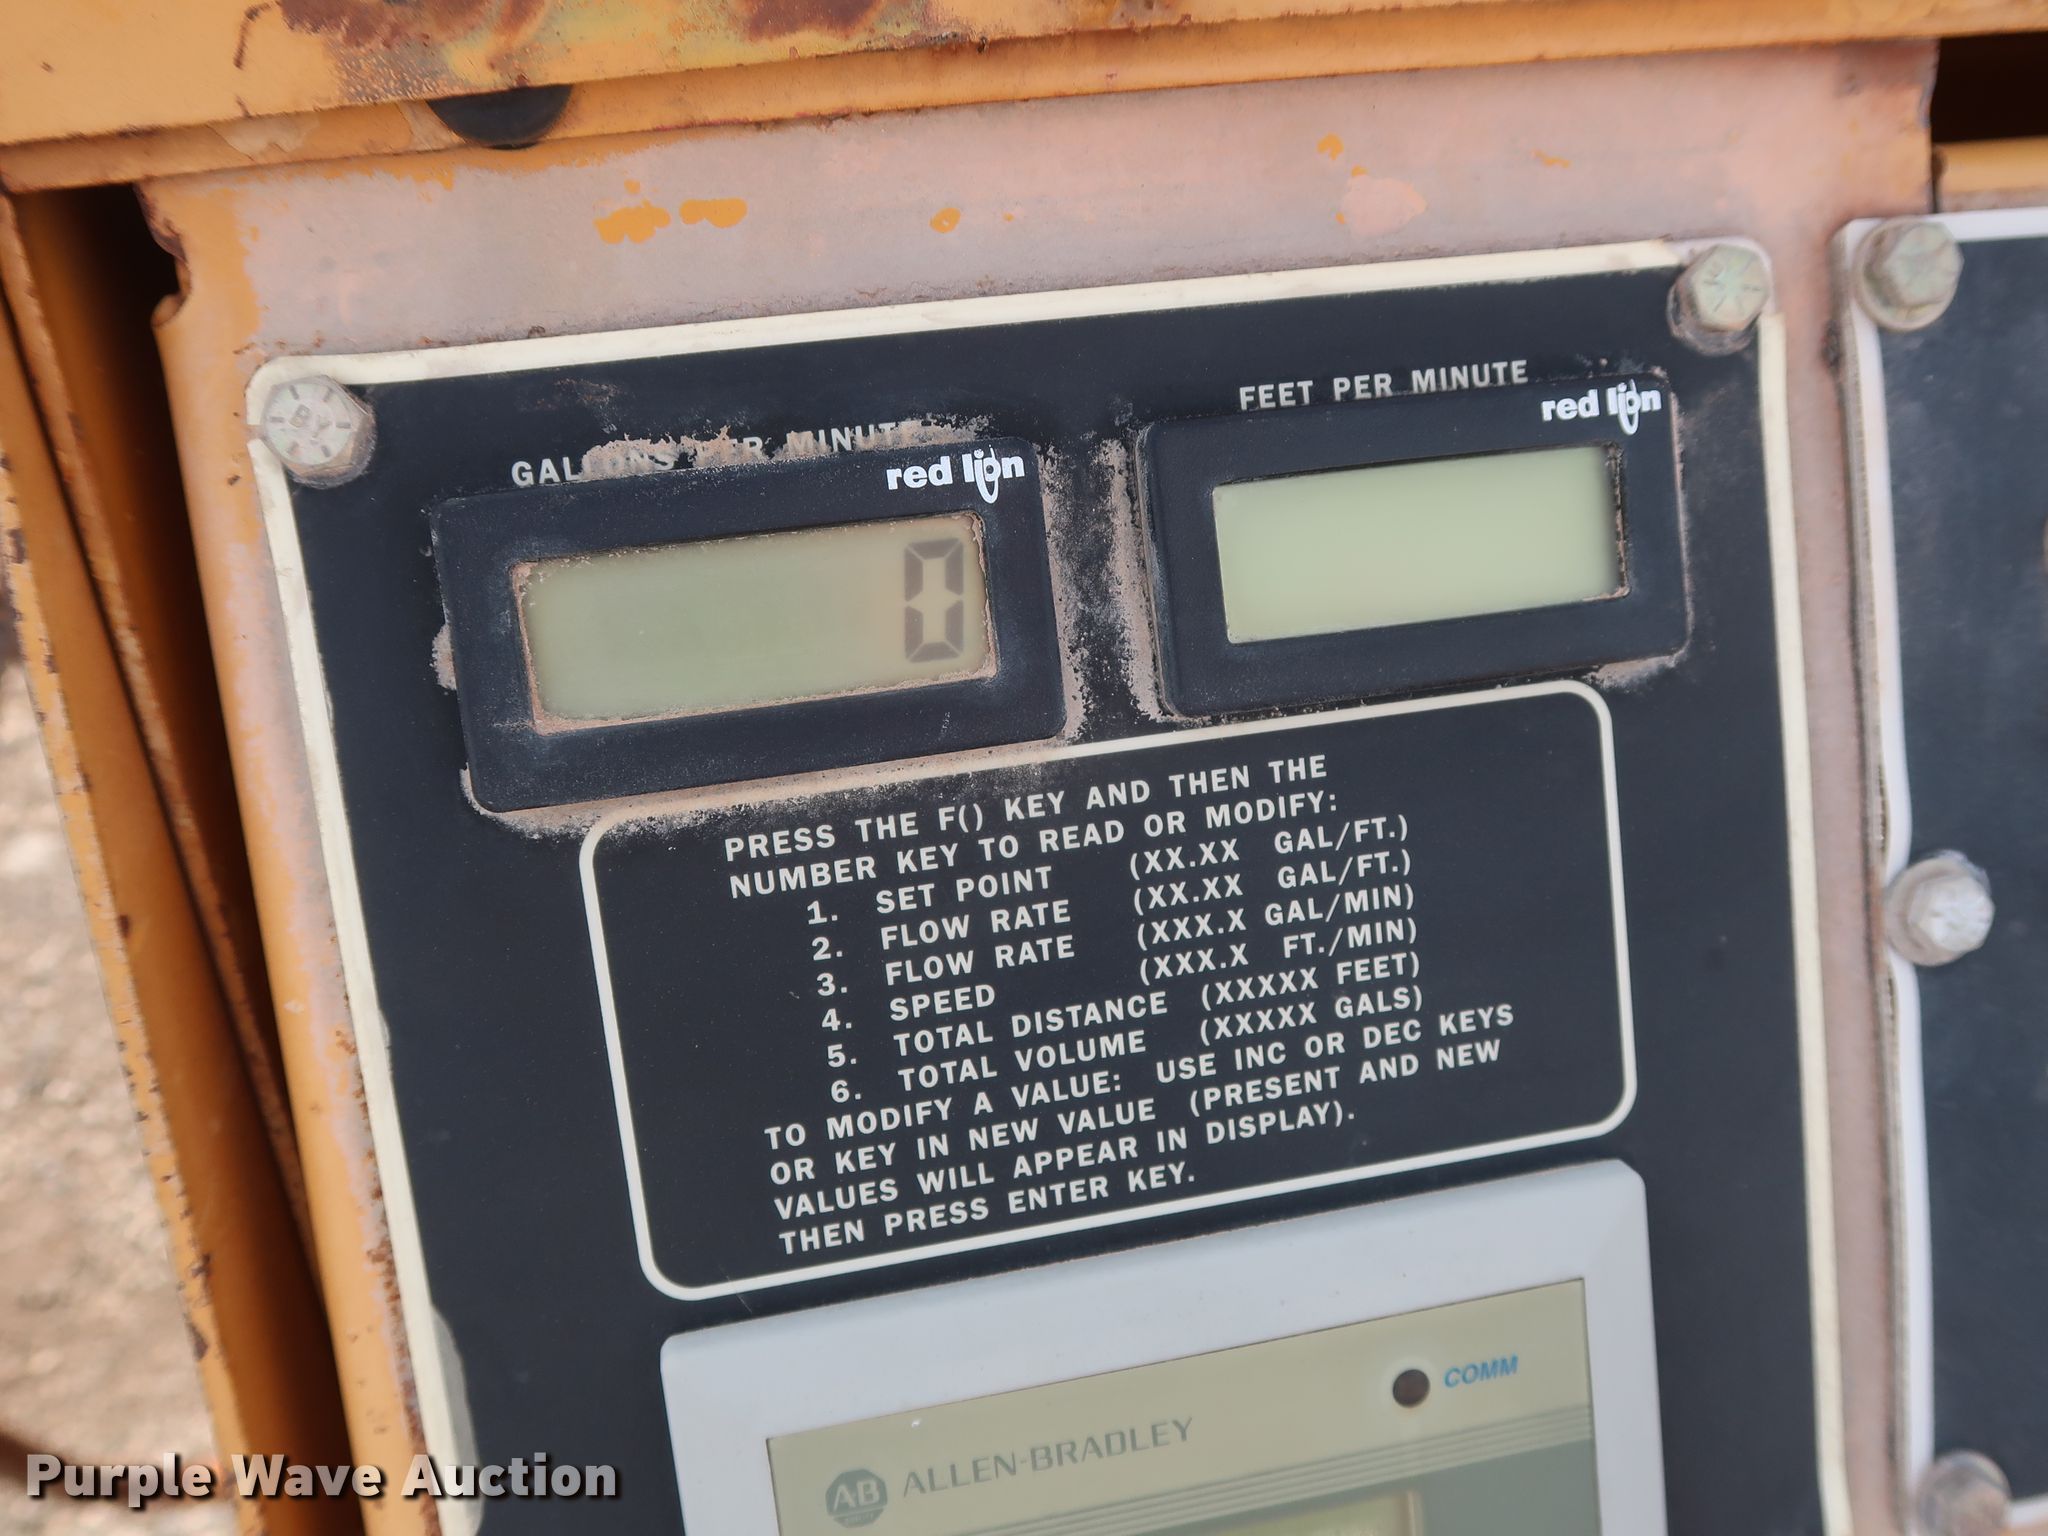 FEET PER MINUTE
GALLONS PER MINUTE
red lion
red lion
0
PRESS THE F() KEY AND THEN THE
NUMBER KEY TO READ OR MODIFY:
1. SET POINT (XX.XX GAL/FT.)
2. FLOW RATE (XX.XX GAL/FT.)
3. FLOW RATE (XXX.X GAL/MIN)
4. SPEED (XXX.X FT./MIN)
5. TOTAL DISTANCE (XXXXX FEET)
6. TOTAL VOLUME (XXXXX GALS)
TO MODIFY A VALUE: USE INC OR DEC KEYS
OR KEY IN NEW VALUE (PRESENT AND NEW
VALUES WILL APPEAR IN DISPLAY).
THEN PRESS ENTER KEY.
COMM
AB ALLEN-BRADLEY
Purple Wave Auction